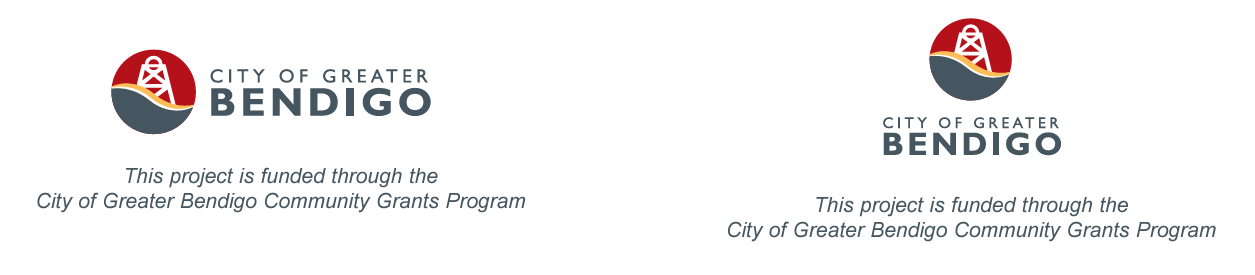 CITY OF GREATER
BENDIGO
This project is funded through the
City of Greater Bendigo Community Grants Program
CITY OF GREATER
BENDIGO
This project is funded through the
City of Greater Bendigo Community Grants Program